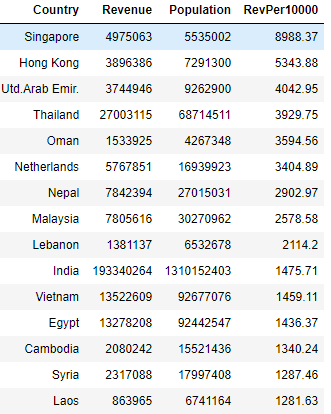 Country Revenue Population RevPer10000
Singapore 4975063 5535002 8988.37
Hong Kong 3896386 7291300 5343.88
Utd.Arab Emir. 3744946 9262900 4042.95
Thailand 27003115 68714511 3929.75
Oman 1533925 4267348 3594.56
Netherlands 5767851 16939923 3404.89
Nepal 7842394 27015031 2902.97
Malaysia 7805616 30270962 2578.58
Lebanon 1381137 6532678 2114.2
India 193340264 1310152403 1475.71
Vietnam 13522609 92677076 1459.11
Egypt 13278208 92442547 1436.37
Cambodia 2080242 15521436 1340.24
Syria 2317088 17997408 1287.46
Laos 863965 6741164 1281.63